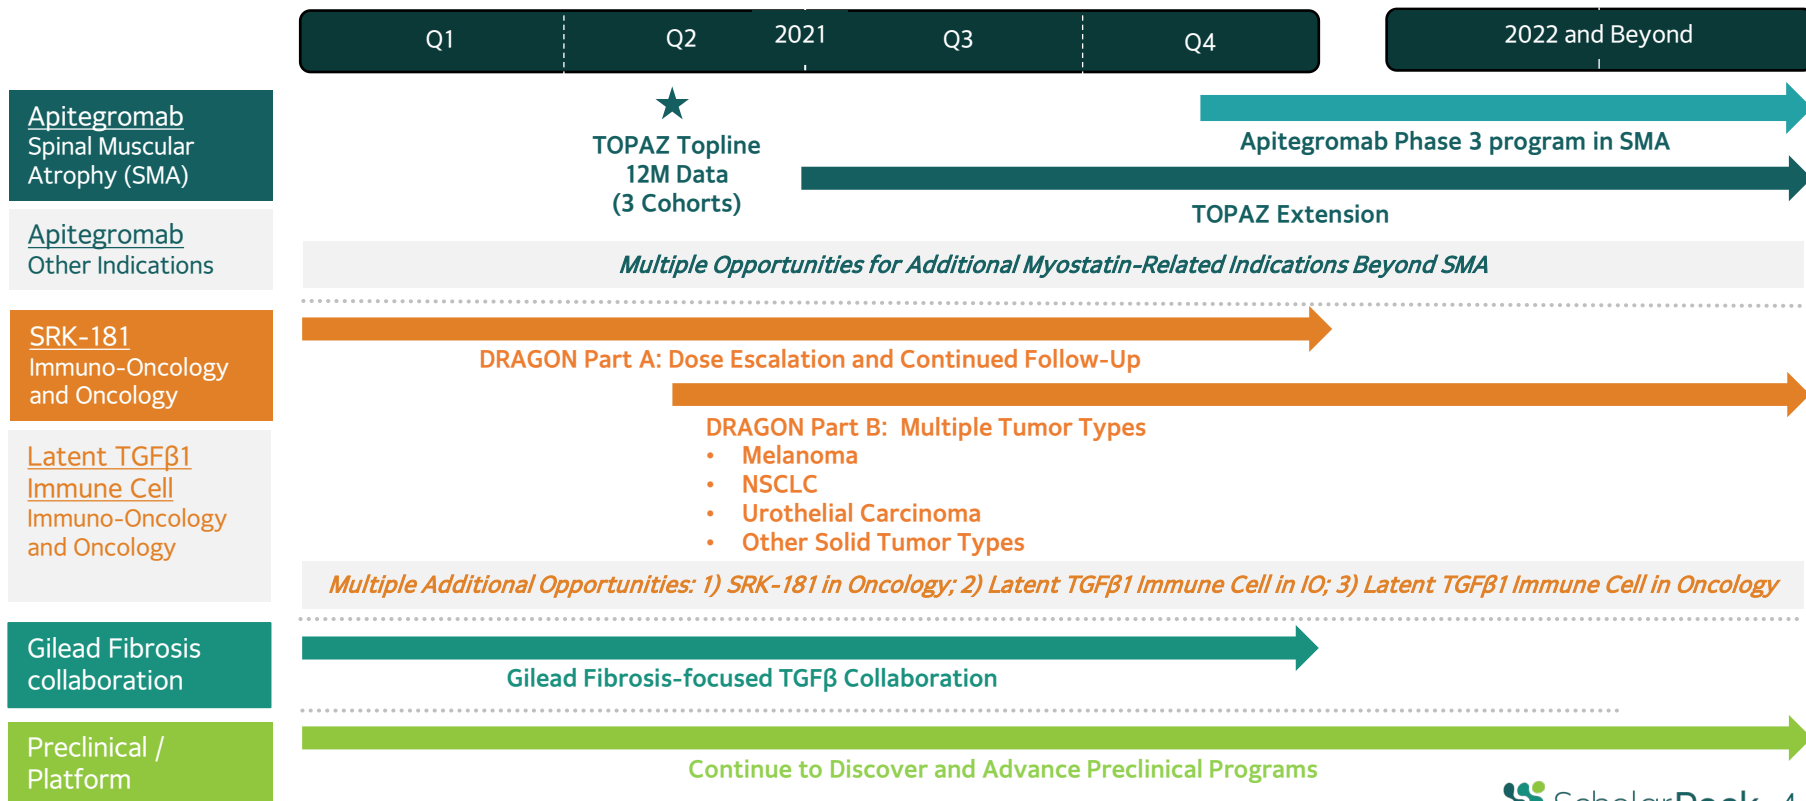 Q1
Q2
2021
Q3
Q4
2022 and Beyond
Apitegromab
Spinal Muscular
Atrophy (SMA)
TOPAZ Topline
12M Data
(3 Cohorts)
Apitegromab Phase 3 program in SMA
TOPAZ Extension
Apitegromab
Other Indications
Multiple Opportunities for Additional Myostatin-Related Indications Beyond SMA
SRK-181
Immuno-Oncology
and Oncology
DRAGON Part A: Dose Escalation and Continued Follow-Up
DRAGON Part B: Multiple Tumor Types
• Melanoma
• NSCLC
• Urothelial Carcinoma
• Other Solid Tumor Types
Latent TGFβ1
Immune Cell
Immuno-Oncology
and Oncology
Multiple Additional Opportunities: 1) SRK-181 in Oncology; 2) Latent TGFβ1 Immune Cell in IO; 3) Latent TGFβ1 Immune Cell in Oncology
Gilead Fibrosis
collaboration
Gilead Fibrosis-focused TGFβ Collaboration
Preclinical /
Platform
Continue to Discover and Advance Preclinical Programs
ScholarRock 4